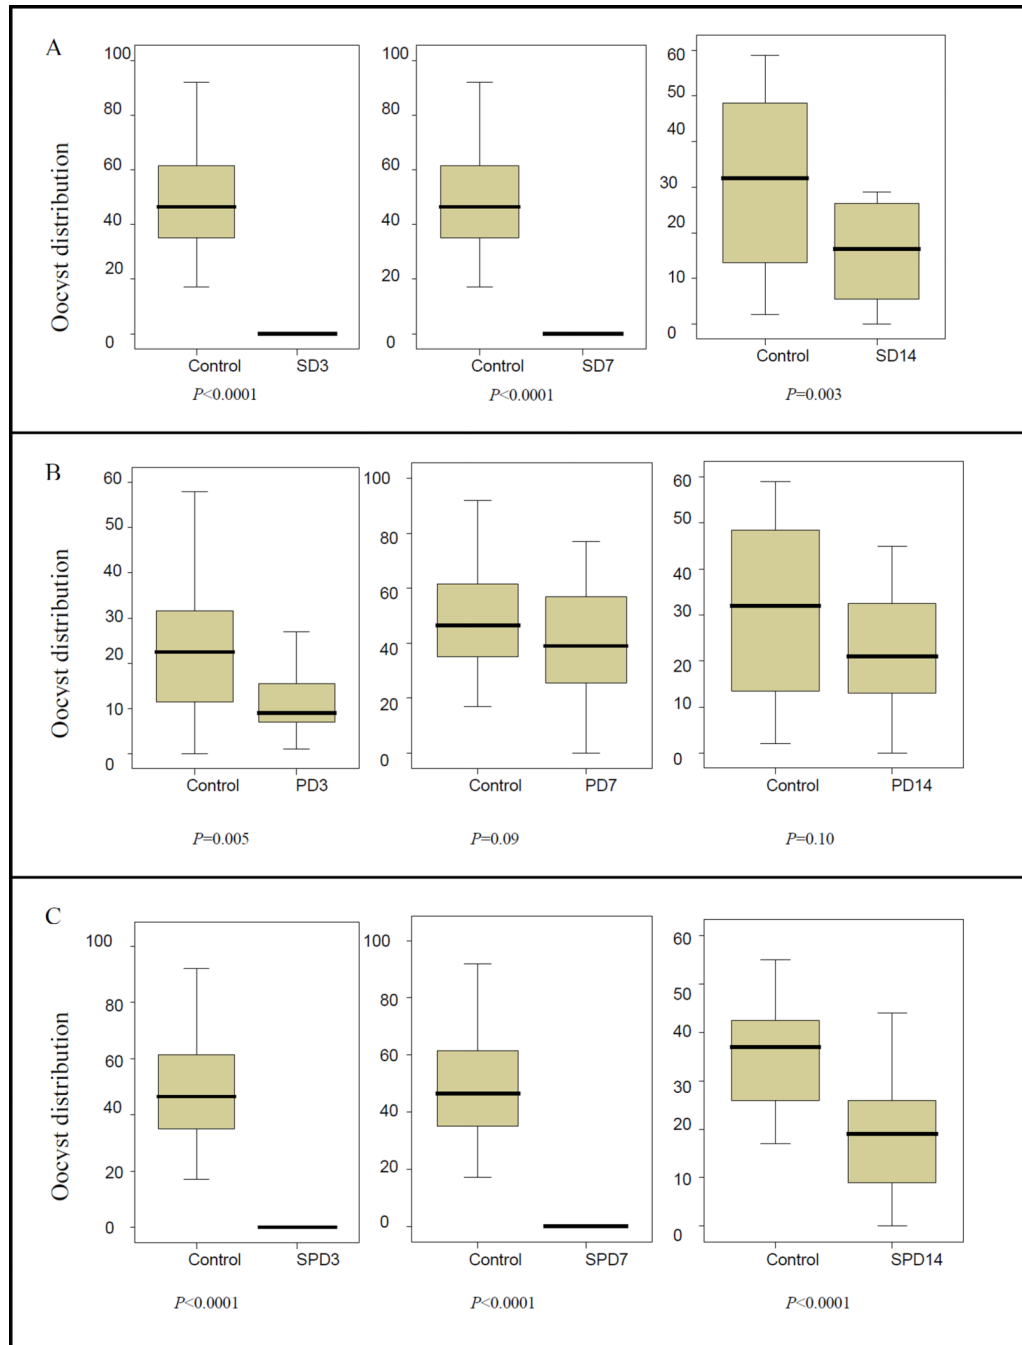 A
Oocyst distribution
100
80
60
40
20
0
Control SD3
P<0.0001
100
80
60
40
20
0
Control SD7
P<0.0001
60
50
40
30
20
10
0
Control SD14
P=0.003
B
Oocyst distribution
60
50
40
30
20
10
0
Control PD3
P=0.005
100
80
60
40
20
0
Control PD7
P=0.09
60
50
40
30
20
10
0
Control PD14
P=0.10
C
Oocyst distribution
100
80
60
40
20
0
Control SPD3
P<0.0001
100
80
60
40
20
0
Control SPD7
P<0.0001
60
50
40
30
20
10
0
Control SPD14
P<0.0001